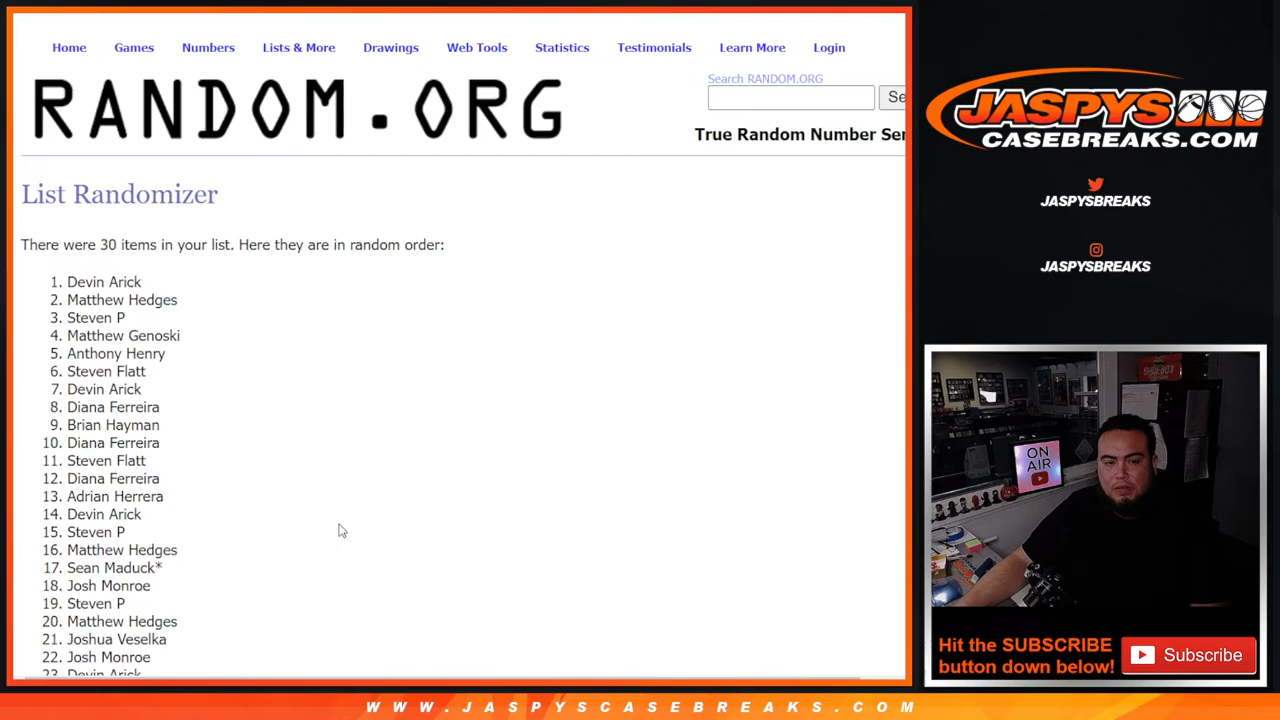 Home Games Numbers Lists & More Drawings Web Tools Statistics Testimonials Learn More Login
RANDOM.ORG
Search RANDOM.ORG
Se
True Random Number Ser
List Randomizer
There were 30 items in your list. Here they are in random order:
1. Devin Arick
2. Matthew Hedges
3. Steven P
4. Matthew Genoski
5. Anthony Henry
6. Steven Flatt
7. Devin Arick
8. Diana Ferreira
9. Brian Hayman
10. Diana Ferreira
11. Steven Flatt
12. Diana Ferreira
13. Adrian Herrera
14. Devin Arick
15. Steven P
16. Matthew Hedges
17. Sean Maduck*
18. Josh Monroe
19. Steven P
20. Matthew Hedges
21. Joshua Veselka
22. Josh Monroe
23. Devin Arick
JASPYS
CASEBREAKS.COM
JASPYSBREAKS
JASPYSBREAKS
ON
AIR
Hit the SUBSCRIBE
button down below!
Subscribe
WWW.JASPYSCASEBREAKS.COM